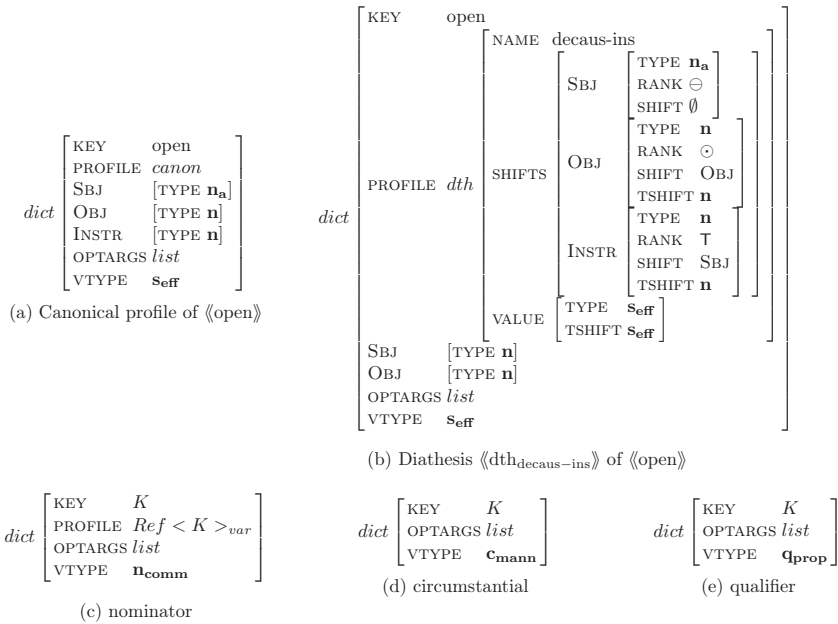 dict
KEY open
PROFILE canon
SBJ [TYPE n_a]
OBJ [TYPE n]
INSTR [TYPE n]
OPTARGS list
VTYPE s_eff
(a) Canonical profile of ⟪open⟫
dict
KEY open
PROFILE dth
NAME decaus-ins
SHIFTS
SBJ
TYPE n_a
RANK ⊖
SHIFT ∅
OBJ
TYPE n
RANK ⊙
SHIFT OBJ
TSHIFT n
INSTR
TYPE n
RANK T
SHIFT SBJ
TSHIFT n
VALUE
TYPE s_eff
TSHIFT s_eff
SBJ [TYPE n]
OBJ [TYPE n]
OPTARGS list
VTYPE s_eff
(b) Diathesis ⟪dth_decaus−ins⟫ of ⟪open⟫
dict
KEY K
PROFILE Ref < K >_var
OPTARGS list
VTYPE n_comm
(c) nominator
dict
KEY K
OPTARGS list
VTYPE c_mann
(d) circumstantial
dict
KEY K
OPTARGS list
VTYPE q_prop
(e) qualifier